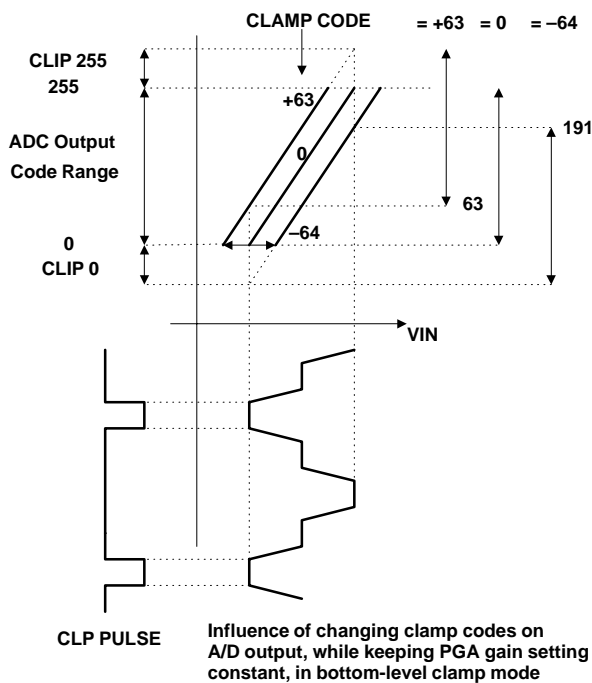 CLAMP CODE = +63 = 0 = –64
CLIP 255
255
+63
ADC Output
Code Range
191
0
63
–64
0
CLIP 0
VIN
CLP PULSE
Influence of changing clamp codes on
A/D output, while keeping PGA gain setting
constant, in bottom-level clamp mode